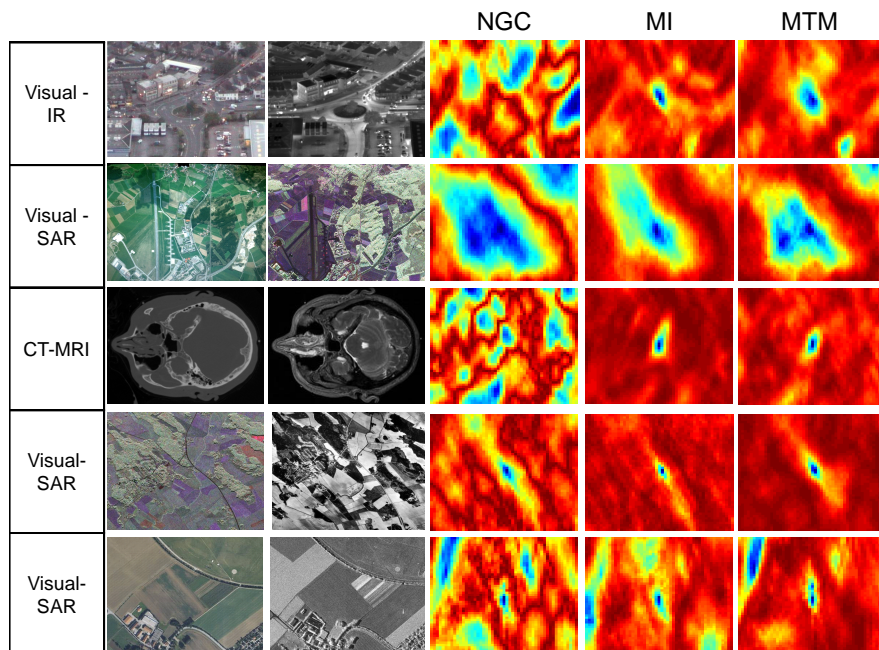 NGC MI MTM
Visual -
IR
Visual -
SAR
CT-MRI
Visual-
SAR
Visual-
SAR